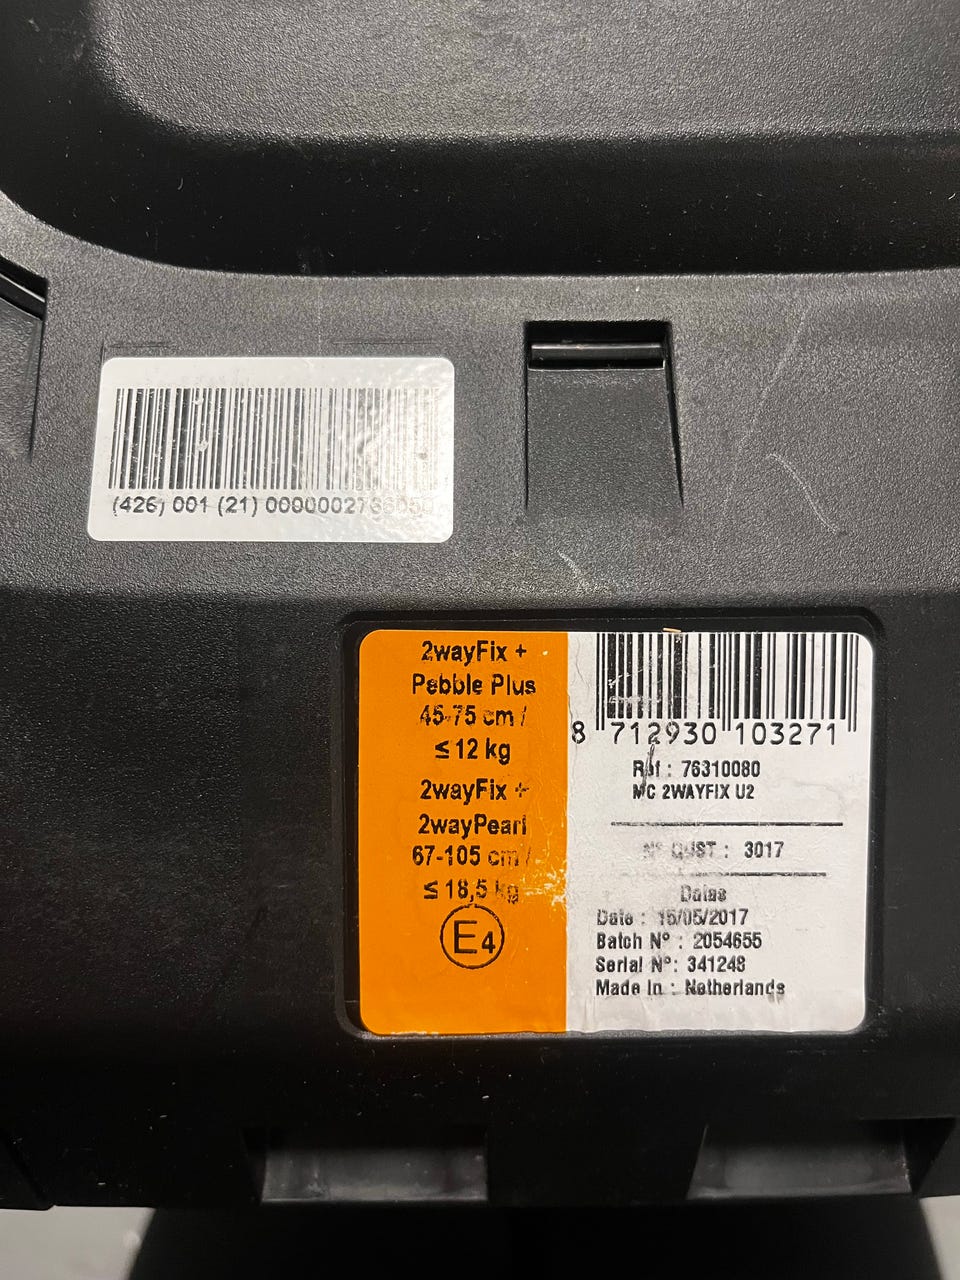 (426) 001 (21)
2wayFix +
Pebble Plus
45-75 cm /
≤ 12 kg
2wayFix +
2wayPearl
67-105 cm /
≤ 18,5 kg
E4
8 712930 103271
Ref : 76310080
MC 2WAYFIX U2
N° CUST : 3017
Datas
Date : 15/05/2017
Batch N° : 2054655
Serial N°: 341248
Made In : Netherlands